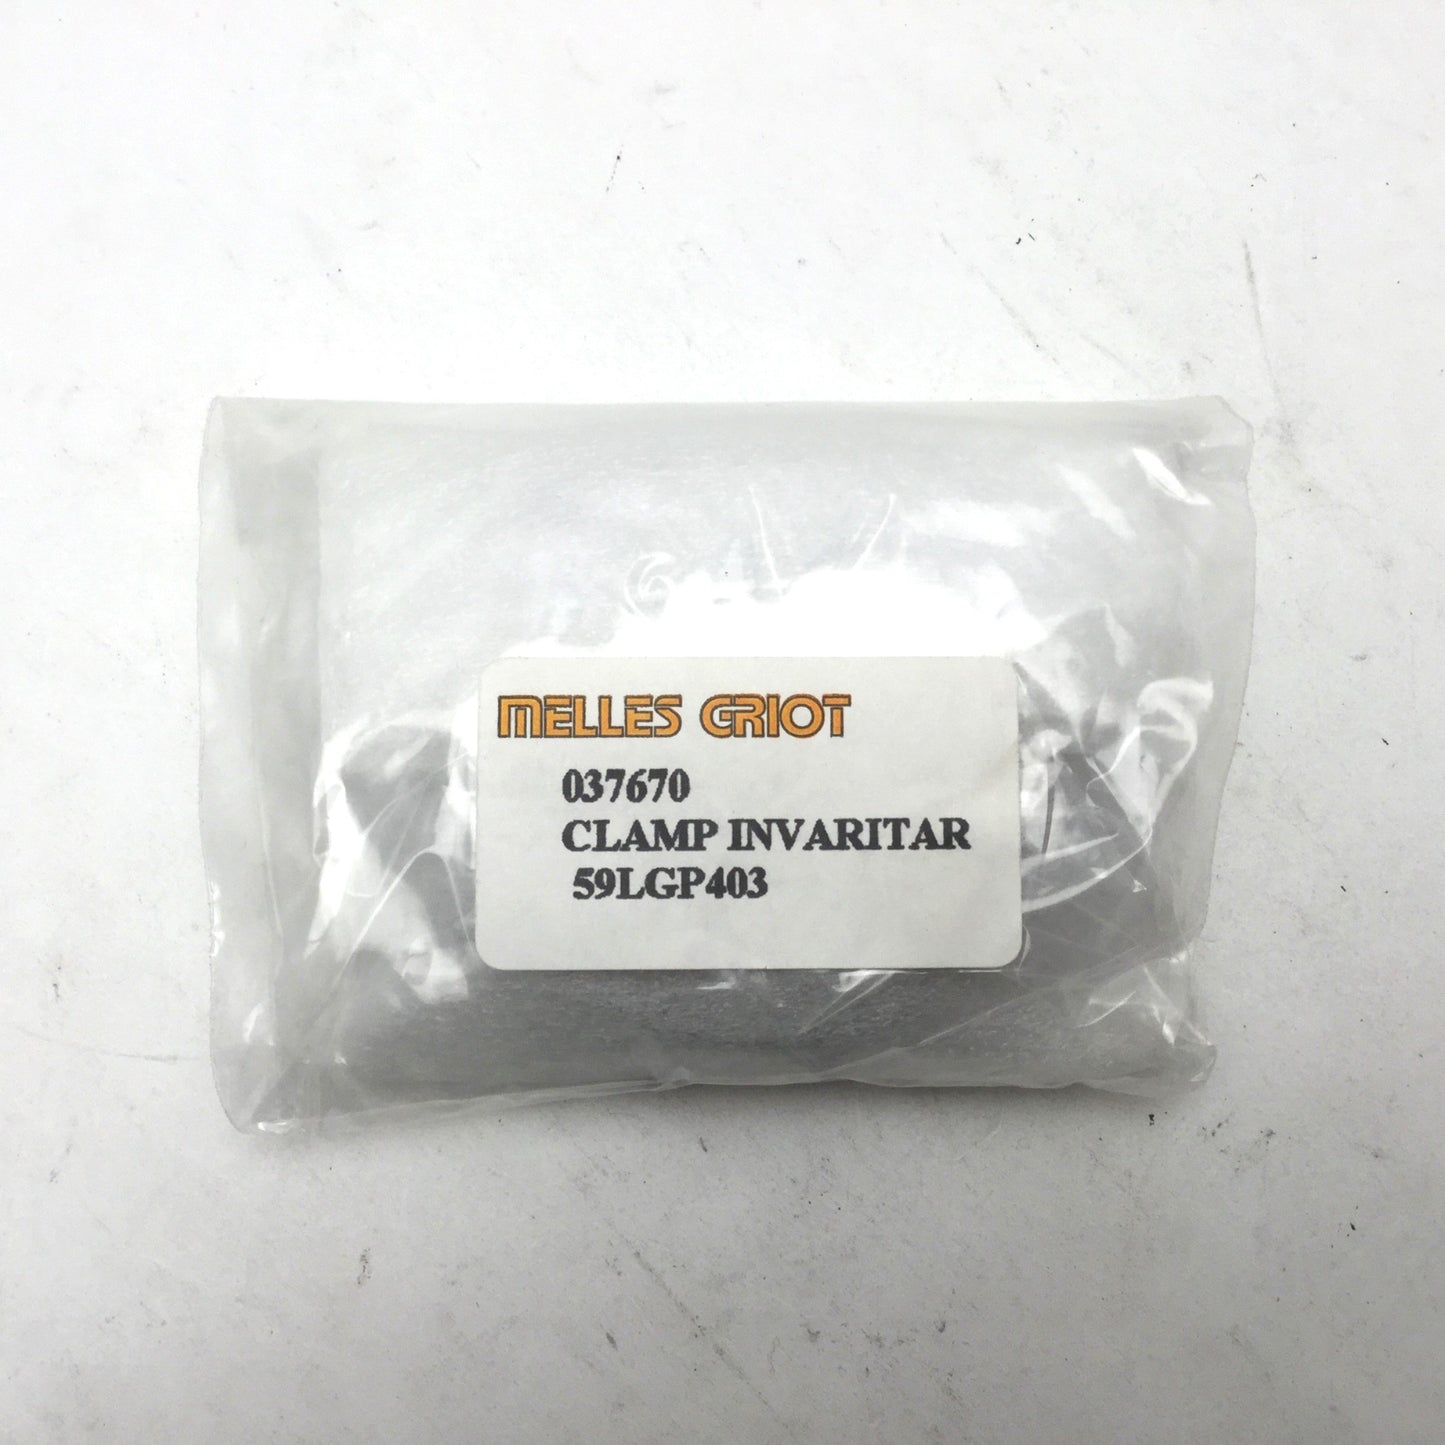 MELLES GRIOT
037670
CLAMP INVARITAR
59LGP403